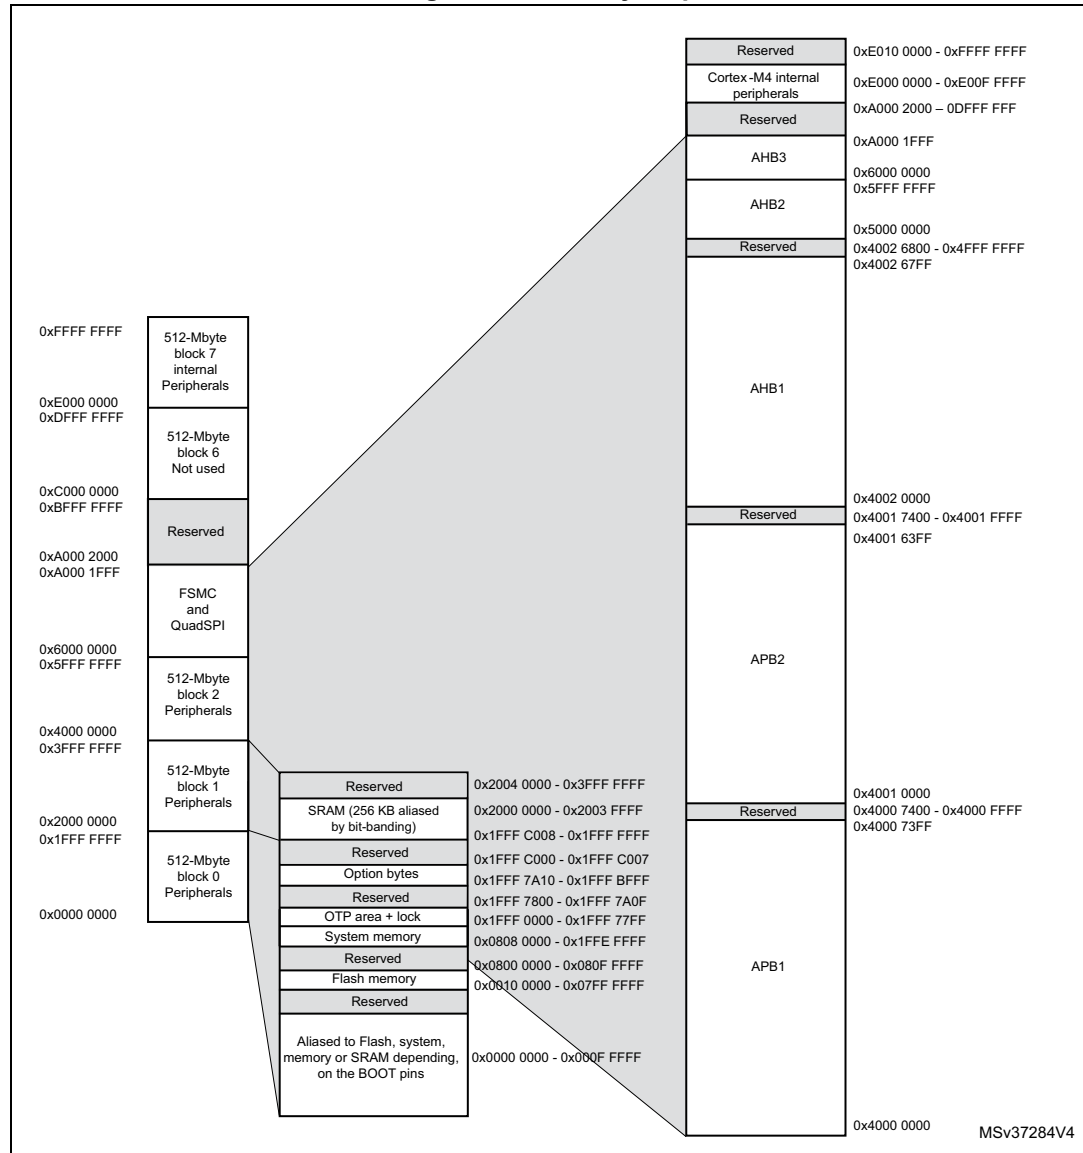 0xFFFF FFFF
512-Mbyte
block 7
internal
Peripherals
0xE000 0000
0xDFFF FFFF
512-Mbyte
block 6
Not used
0xC000 0000
0xBFFF FFFF
Reserved
0xA000 2000
0xA000 1FFF
FSMC
and
QuadSPI
0x6000 0000
0x5FFF FFFF
512-Mbyte
block 2
Peripherals
0x4000 0000
0x3FFF FFFF
512-Mbyte
block 1
Peripherals
0x2000 0000
0x1FFF FFFF
512-Mbyte
block 0
Peripherals
0x0000 0000
Reserved
0x2004 0000 - 0x3FFF FFFF
SRAM (256 KB aliased
by bit-banding)
0x2000 0000 - 0x2003 FFFF
0x1FFF C008 - 0x1FFF FFFF
Reserved
0x1FFF C000 - 0x1FFF C007
Option bytes
0x1FFF 7A10 - 0x1FFF BFFF
Reserved
0x1FFF 7800 - 0x1FFF 7A0F
OTP area + lock
0x1FFF 0000 - 0x1FFF 77FF
System memory
0x0808 0000 - 0x1FFE FFFF
Reserved
0x0800 0000 - 0x080F FFFF
Flash memory
0x0010 0000 - 0x07FF FFFF
Reserved
Aliased to Flash, system,
memory or SRAM depending,
on the BOOT pins
0x0000 0000 - 0x000F FFFF
Reserved
0xE010 0000 - 0xFFFF FFFF
Cortex-M4 internal
peripherals
0xE000 0000 - 0xE00F FFFF
0xA000 2000 – 0DFFF FFF
Reserved
0xA000 1FFF
AHB3
0x6000 0000
0x5FFF FFFF
AHB2
0x5000 0000
Reserved
0x4002 6800 - 0x4FFF FFFF
0x4002 67FF
AHB1
0x4002 0000
Reserved
0x4001 7400 - 0x4001 FFFF
0x4001 63FF
APB2
0x4001 0000
Reserved
0x4000 7400 - 0x4000 FFFF
0x4000 73FF
APB1
0x4000 0000
MSv37284V4